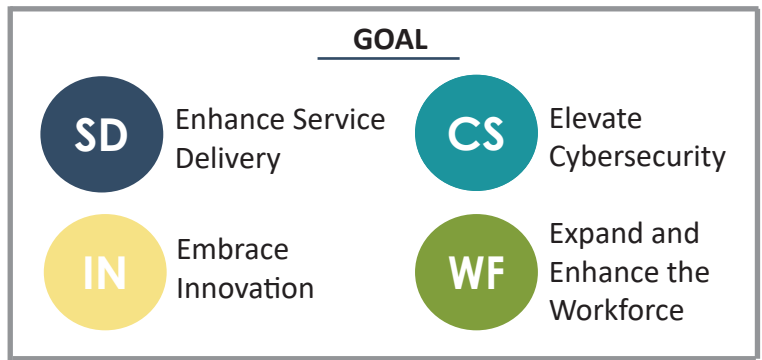 GOAL
SD
Enhance Service
Delivery
CS
Elevate
Cybersecurity
IN
Embrace
Innovation
WF
Expand and
Enhance the
Workforce